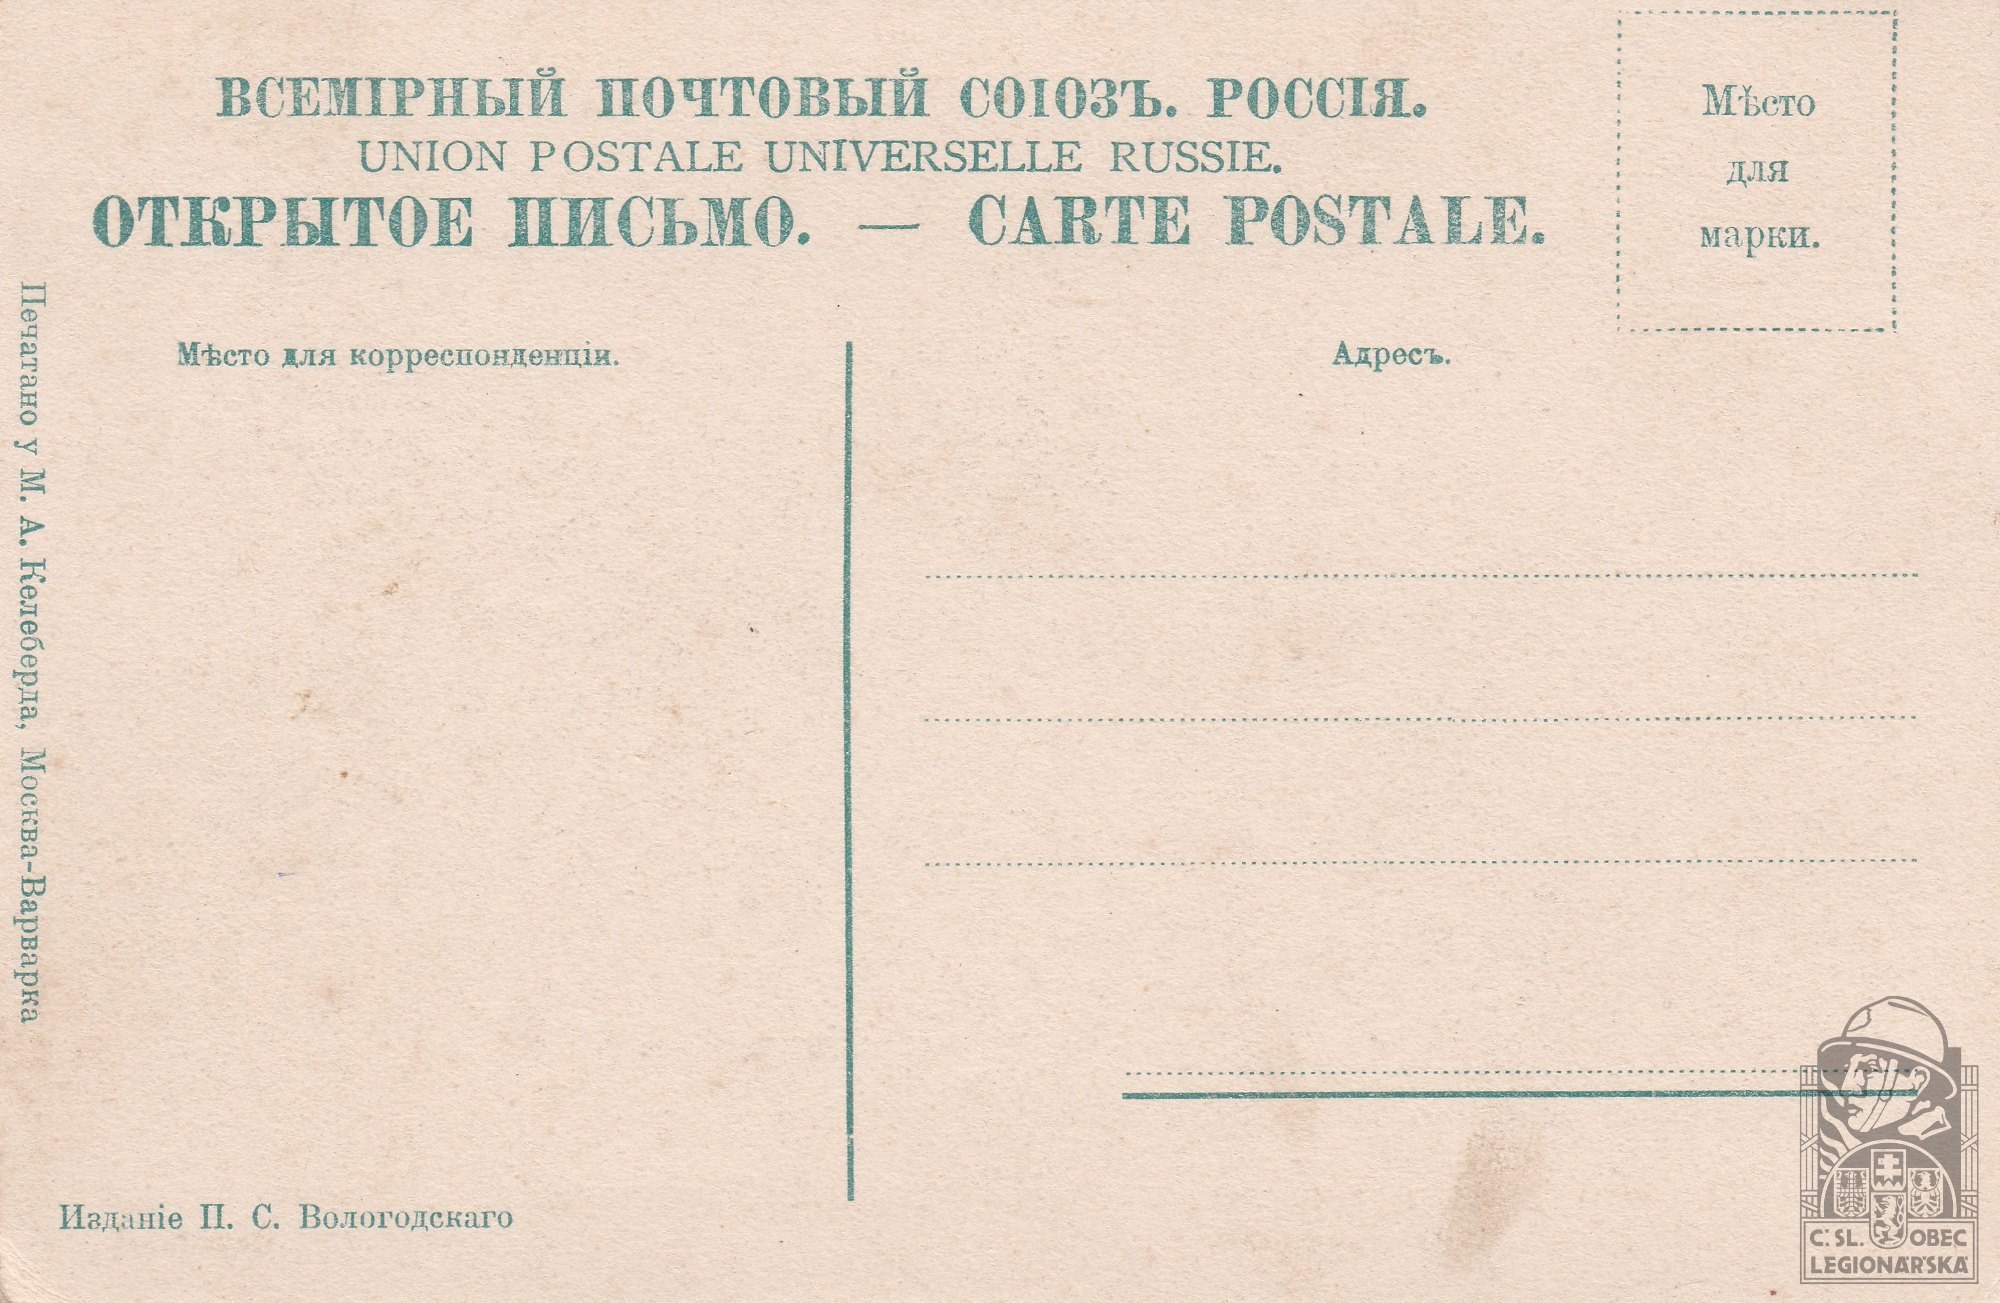 ВСЕМІРНЫЙ ПОЧТОВЫЙ СОЮЗЪ. РОССІЯ.
UNION POSTALE UNIVERSELLE RUSSIE.
ОТКРЫТОЕ ПИСЬМО. — CARTE POSTALE.
Мѣсто
для
марки.
Мѣсто для корреспонденціи.
Адресъ.
Печатано у М. А. Келеберда, Москва-Варварка
Изданіе П. С. Вологодскаго
Č.SL. OBEC
LEGIONÁŘSKÁ